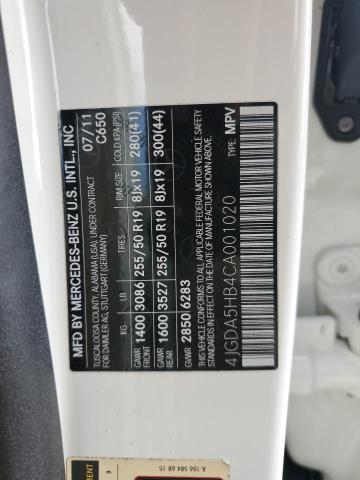 MFD BY MERCEDES-BENZ U.S. INTL., INC
TUSCALOOSA COUNTY, ALABAMA (USA), UNDER CONTRACT
FOR DAIMLER AG, STUTTGART (GERMANY)
07/11
C650
KG LB TIRES RIM SIZE COLD KPA (PSI)
GAWR FRONT 1400 3086 255/50 R19 8Jx19 280(41)
GAWR REAR 1600 3527 255/50 R19 8Jx19 300(44)
GVWR 2850 6283
THIS VEHICLE CONFORMS TO ALL APPLICABLE FEDERAL MOTOR VEHICLE SAFETY
AND THEFT PREVENTION STANDARDS IN EFFECT ON THE DATE OF MANUFACTURE SHOWN ABOVE.
4JGDA5HB4CA001020 MPV
A 166 584 68 15
3